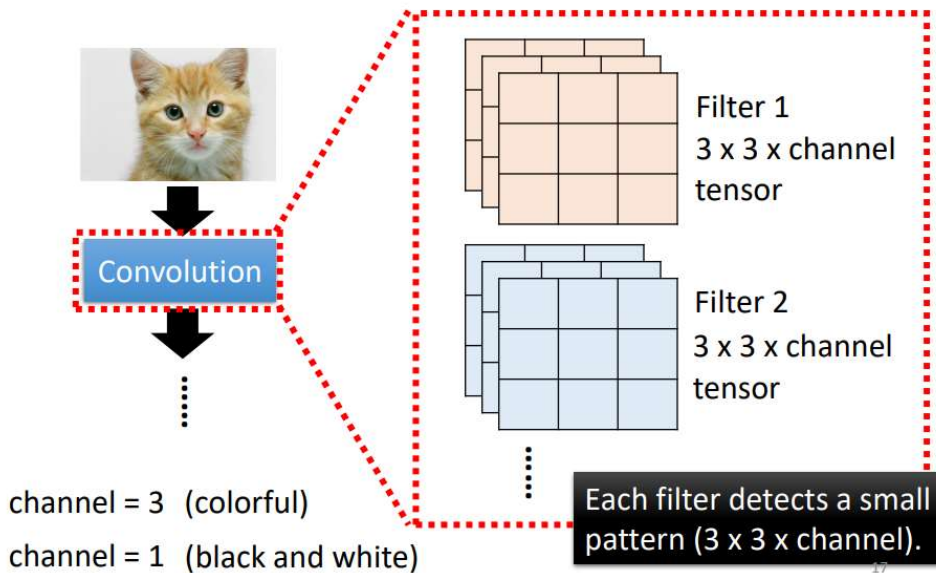 Filter 1
3 x 3 x channel
tensor
Convolution
Filter 2
3 x 3 x channel
tensor
channel = 3 (colorful)
channel = 1 (black and white)
Each filter detects a small
pattern (3 x 3 x channel).
17